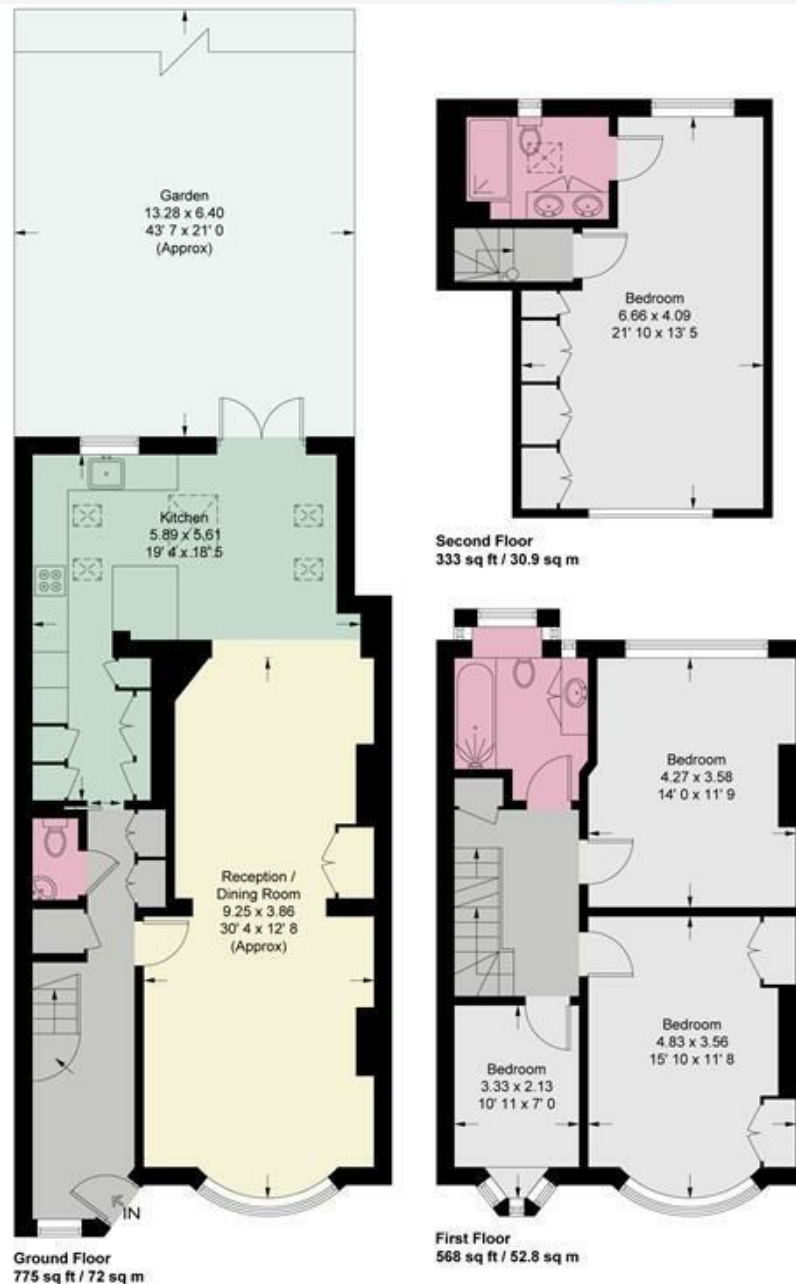 Garden
13.28 x 6.40
43' 7 x 21' 0
(Approx)
Kitchen
5.89 x 5.61
19' 4 x 18' 5
Reception /
Dining Room
9.25 x 3.86
30' 4 x 12' 8
(Approx)
IN
Ground Floor
775 sq ft / 72 sq m
Bedroom
6.66 x 4.09
21' 10 x 13' 5
Second Floor
333 sq ft / 30.9 sq m
Bedroom
4.27 x 3.58
14' 0 x 11' 9
Bedroom
4.83 x 3.56
15' 10 x 11' 8
Bedroom
3.33 x 2.13
10' 11 x 7' 0
First Floor
568 sq ft / 52.8 sq m